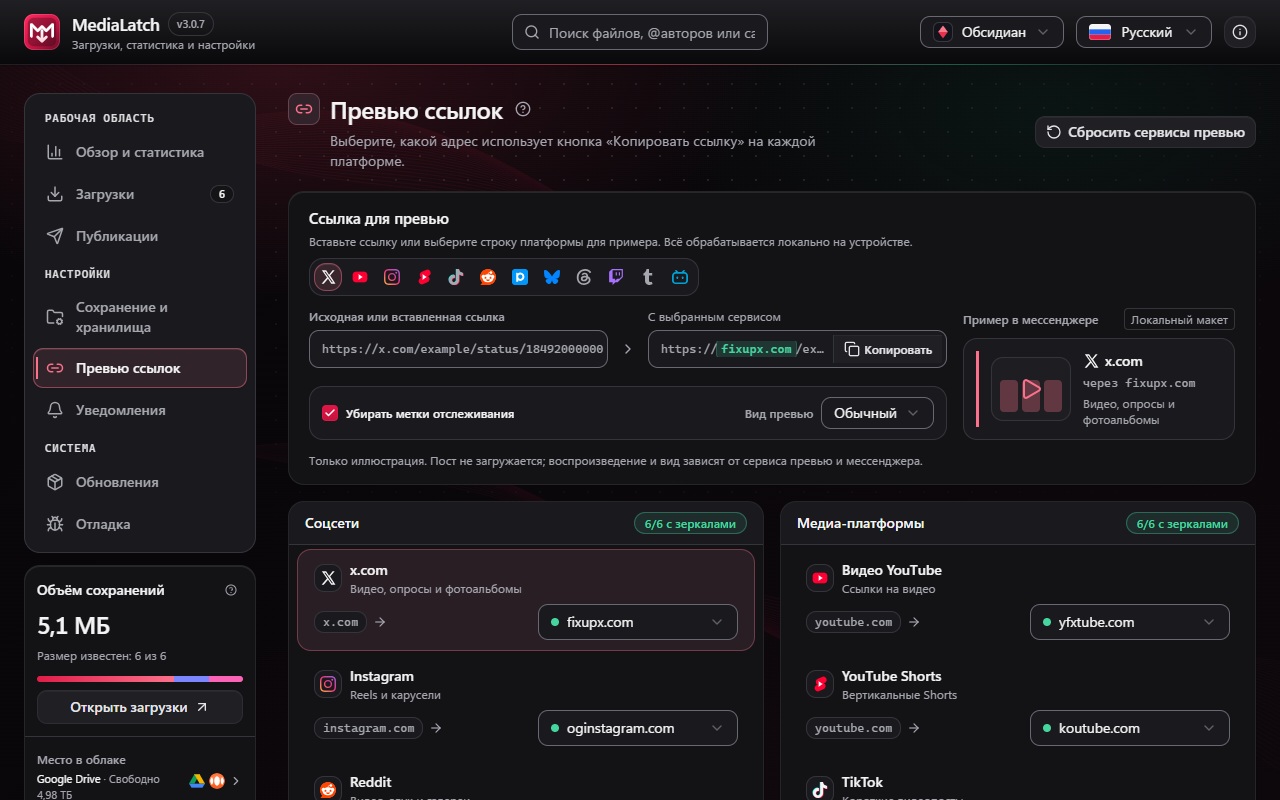 MediaLatch v3.0.7
Загрузки, статистика и настройки
Поиск файлов, @авторов или са
Обсидиан
Русский
РАБОЧАЯ ОБЛАСТЬ
Обзор и статистика
Загрузки 6
Публикации
НАСТРОЙКИ
Сохранение и
хранилища
Превью ссылок
Уведомления
СИСТЕМА
Обновления
Отладка
Объём сохранений
5,1 МБ
Размер известен: 6 из 6
Открыть загрузки
Место в облаке
Google Drive · Свободно
4,98 ТБ
Превью ссылок
Выберите, какой адрес использует кнопка «Копировать ссылку» на каждой
платформе.
Сбросить сервисы превью
Ссылка для превью
Вставьте ссылку или выберите строку платформы для примера. Всё обрабатывается локально на устройстве.
Исходная или вставленная ссылка
https://x.com/example/status/18492000000
С выбранным сервисом
https://fixupx.com/ex…
Копировать
Убирать метки отслеживания
Вид превью
Обычный
Пример в мессенджере
Локальный макет
x.com
через fixupx.com
Видео, опросы и
фотоальбомы
Только иллюстрация. Пост не загружается; воспроизведение и вид зависят от сервиса превью и мессенджера.
Соцсети
6/6 с зеркалами
x.com
Видео, опросы и фотоальбомы
x.com
fixupx.com
Instagram
Reels и карусели
instagram.com
oginstagram.com
Reddit
Медиа-платформы
6/6 с зеркалами
Видео YouTube
Ссылки на видео
youtube.com
yfxtube.com
YouTube Shorts
Вертикальные Shorts
youtube.com
koutube.com
TikTok